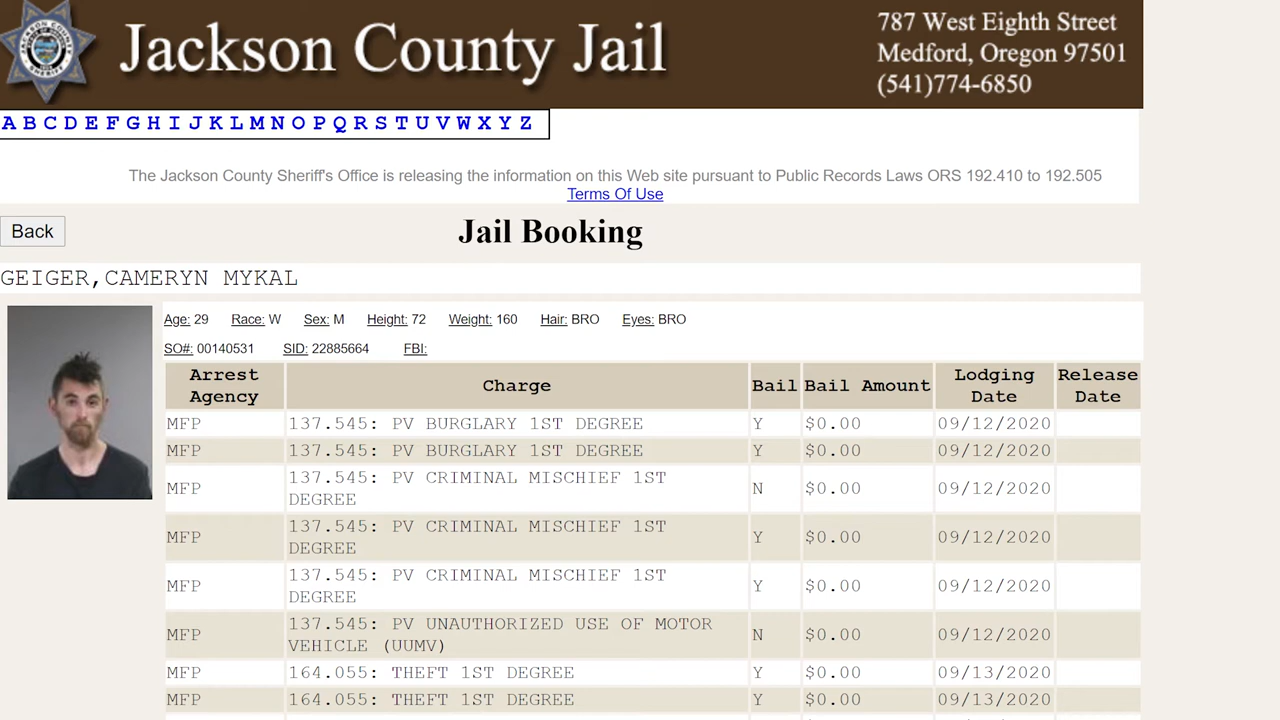 Jackson County Jail
787 West Eighth Street
Medford, Oregon 97501
(541)774-6850
A B C D E F G H I J K L M N O P Q R S T U V W X Y Z
The Jackson County Sheriff's Office is releasing the information on this Web site pursuant to Public Records Laws ORS 192.410 to 192.505
Terms Of Use
Back
Jail Booking
GEIGER,CAMERYN MYKAL
Age: 29 Race: W Sex: M Height: 72 Weight: 160 Hair: BRO Eyes: BRO
SO#: 00140531 SID: 22885664 FBI:
Arrest Agency Charge Bail Bail Amount Lodging Date Release Date
MFP 137.545: PV BURGLARY 1ST DEGREE Y $0.00 09/12/2020
MFP 137.545: PV BURGLARY 1ST DEGREE Y $0.00 09/12/2020
MFP 137.545: PV CRIMINAL MISCHIEF 1ST DEGREE N $0.00 09/12/2020
MFP 137.545: PV CRIMINAL MISCHIEF 1ST DEGREE Y $0.00 09/12/2020
MFP 137.545: PV CRIMINAL MISCHIEF 1ST DEGREE Y $0.00 09/12/2020
MFP 137.545: PV UNAUTHORIZED USE OF MOTOR VEHICLE (UUMV) N $0.00 09/12/2020
MFP 164.055: THEFT 1ST DEGREE Y $0.00 09/13/2020
MFP 164.055: THEFT 1ST DEGREE Y $0.00 09/13/2020